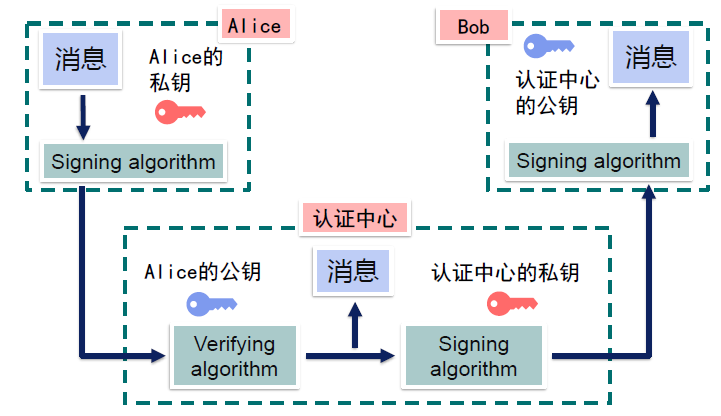 Alice
消息
Alice的
私钥
Signing algorithm
Bob
认证中心
的公钥
消息
Signing algorithm
认证中心
Alice的公钥
消息
认证中心的私钥
Verifying
algorithm
Signing
algorithm